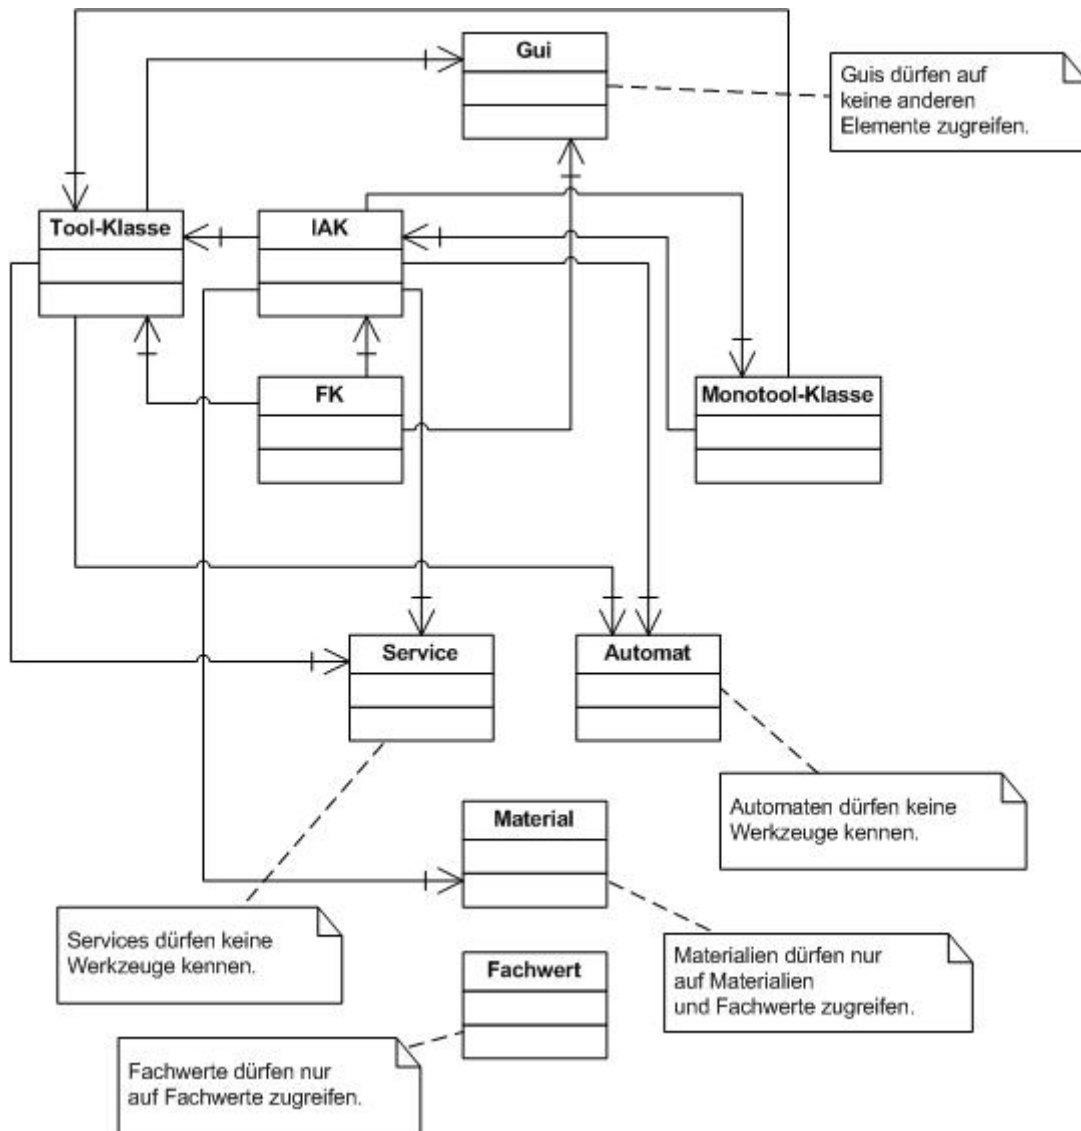 Gui
Guis dürfen auf
keine anderen
Elemente zugreifen.
Tool-Klasse
IAK
FK
Monotool-Klasse
Service
Automat
Automaten dürfen keine
Werkzeuge kennen.
Material
Services dürfen keine
Werkzeuge kennen.
Materialien dürfen nur
auf Materialien
und Fachwerte zugreifen.
Fachwert
Fachwerte dürfen nur
auf Fachwerte zugreifen.